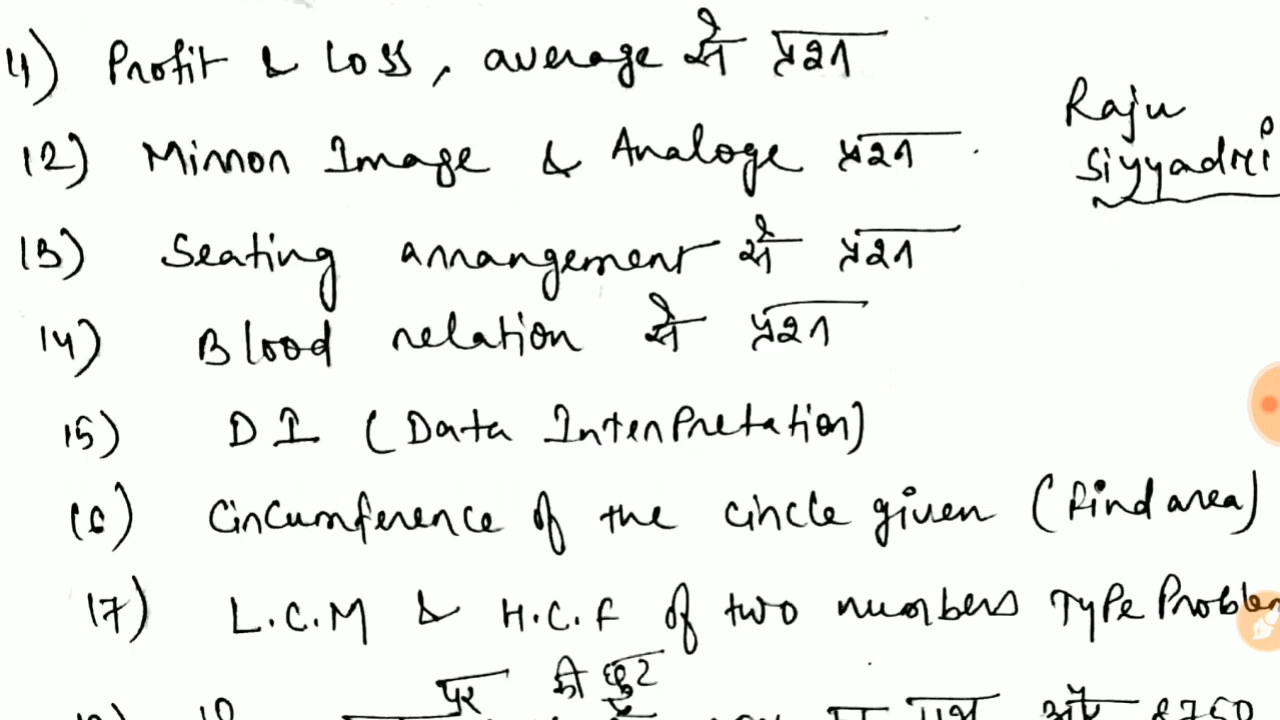 11) Profit & Loss, average से प्रश्न
12) Mirror Image & Analoge प्रश्न
Raju
Siyyadri
13) Seating arrangement से प्रश्न
14) Blood relation से प्रश्न
15) DI (Data Interpretation)
16) Circumference of the circle given (find area)
17) L.C.M & H.C.F of two numbers Type Problem
पर की छूट